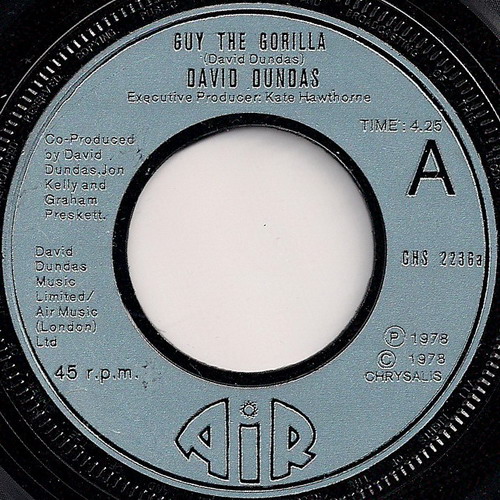 GUY THE GORILLA
(David Dundas)
DAVID DUNDAS
Executive Producer: Kate Hawthorne
TIME: 4.25
A
Co-Produced
by David
Dundas,Jon
Kelly and
Graham
Preskett.
CHS 2236a
David
Dundas
Music
Limited/
Air Music
(London)
Ltd
45 r.p.m.
Ⓟ 1978
© 1978
CHRYSALIS
AIR